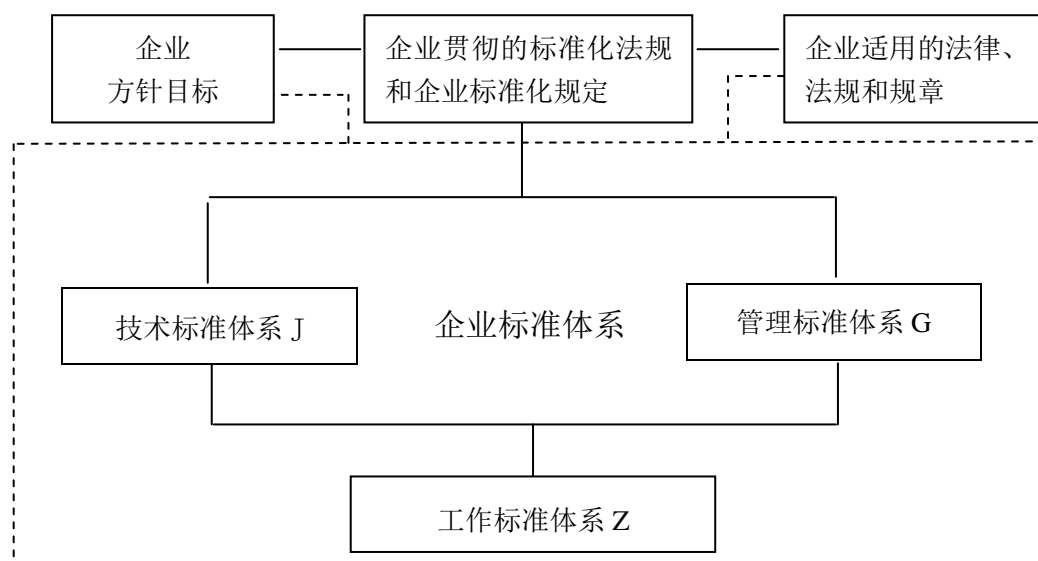 企业
方针目标
企业贯彻的标准化法规
和企业标准化规定
企业适用的法律、
法规和规章
技术标准体系 J
企业标准体系
管理标准体系 G
工作标准体系 Z